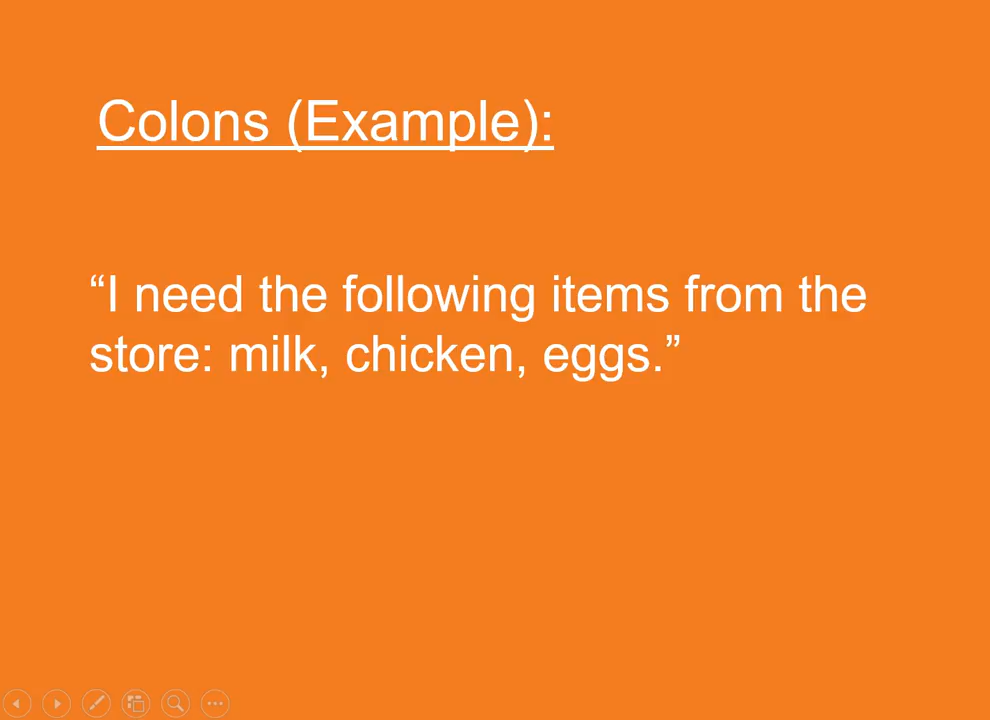 Colons (Example):
“I need the following items from the
store: milk, chicken, eggs.”